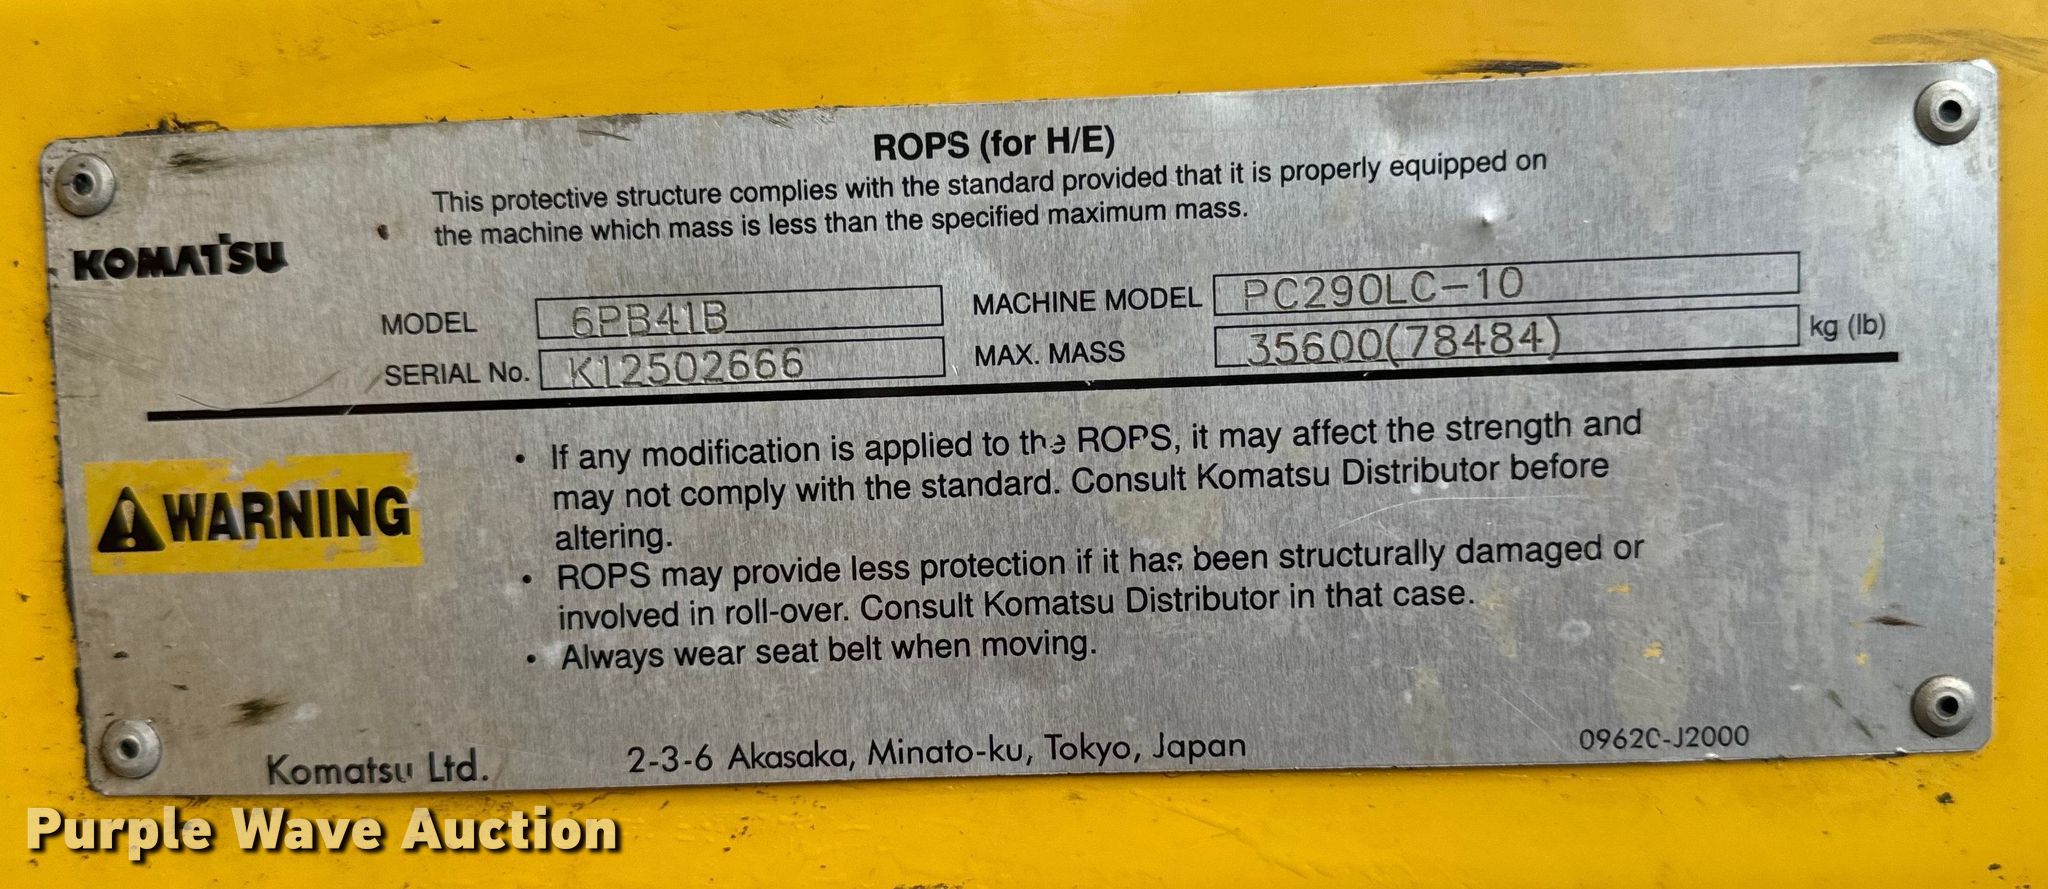 ROPS (for H/E)
This protective structure complies with the standard provided that it is properly equipped on
the machine which mass is less than the specified maximum mass.
KOMATSU
MODEL 6PB41B MACHINE MODEL PC290LC-10
SERIAL No. K12502666 MAX. MASS 35600(78484) kg (lb)
WARNING
• If any modification is applied to the ROPS, it may affect the strength and
may not comply with the standard. Consult Komatsu Distributor before
altering.
• ROPS may provide less protection if it has been structurally damaged or
involved in roll-over. Consult Komatsu Distributor in that case.
• Always wear seat belt when moving.
Komatsu Ltd. 2-3-6 Akasaka, Minato-ku, Tokyo, Japan 09620-J2000
Purple Wave Auction